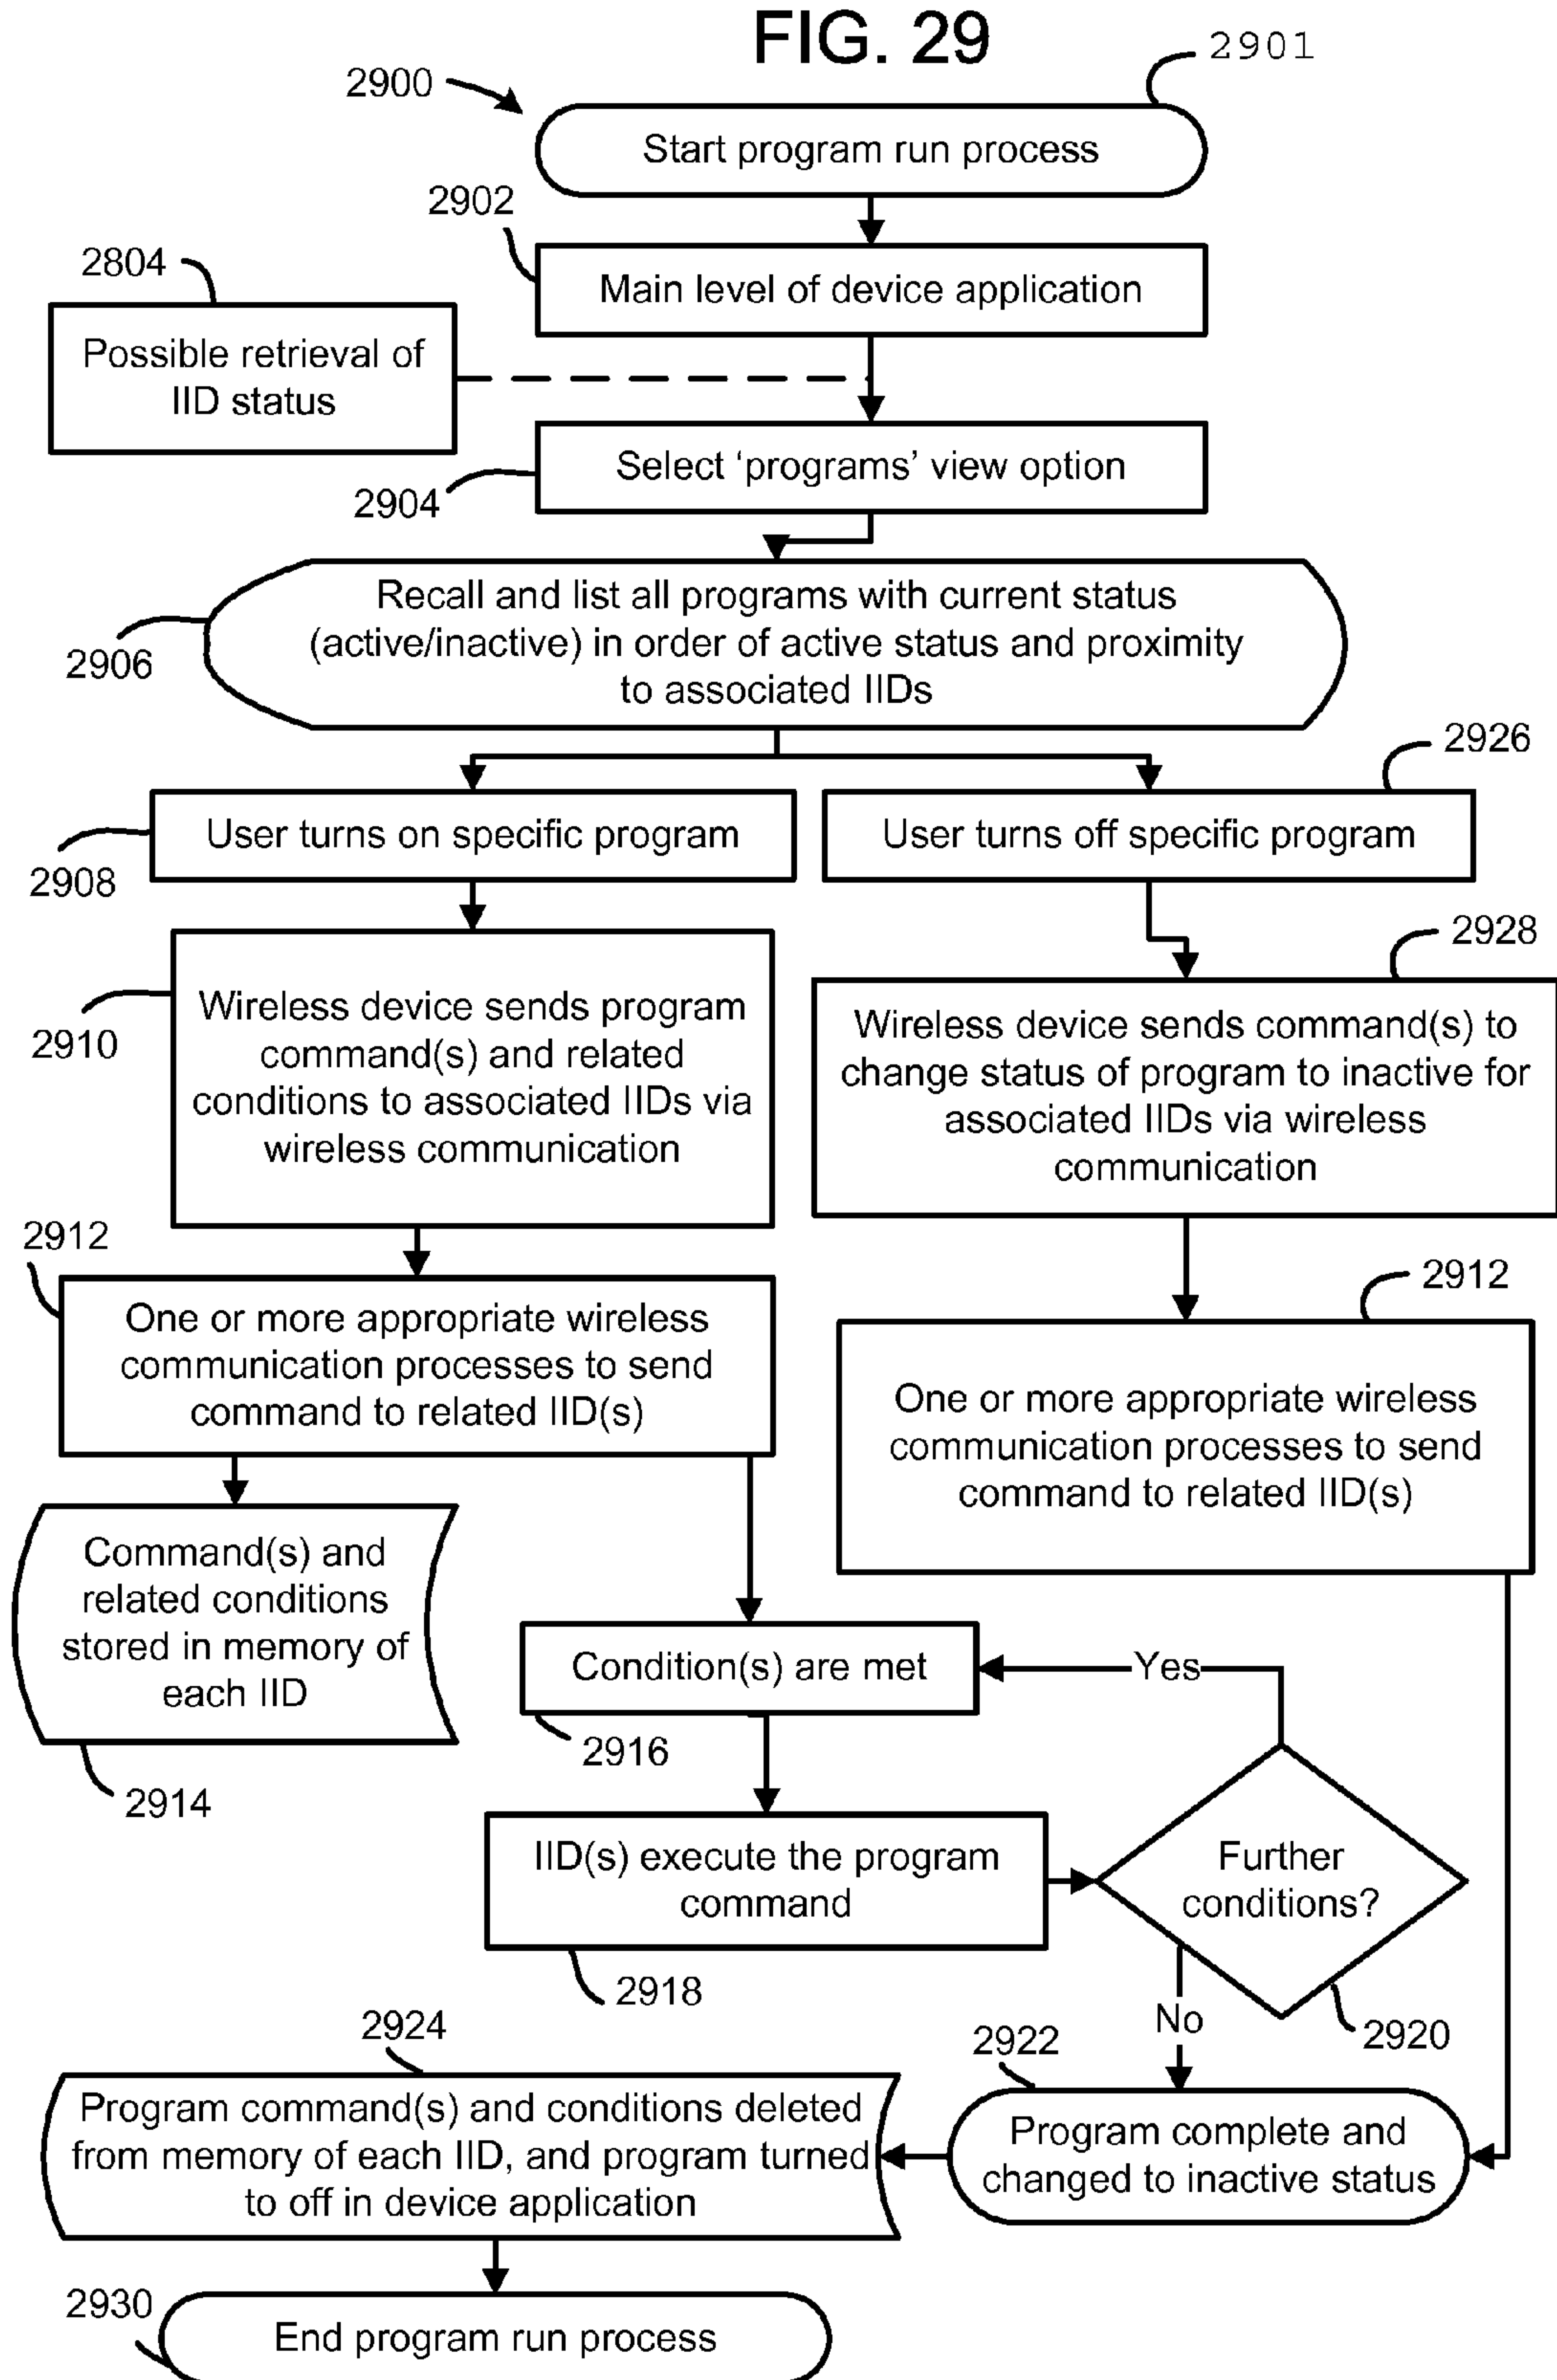 FIG. 29
2901
2900
Start program run process
2902
Main level of device application
2804
Possible retrieval of
IID status
Select ‘programs’ view option
2904
Recall and list all programs with current status
(active/inactive) in order of active status and proximity
to associated IIDs
2906
2926
User turns on specific program
2908
User turns off specific program
2928
Wireless device sends program
command(s) and related
conditions to associated IIDs via
wireless communication
2910
Wireless device sends command(s) to
change status of program to inactive for
associated IIDs via wireless
communication
2912
One or more appropriate wireless
communication processes to send
command to related IID(s)
2912
One or more appropriate wireless
communication processes to send
command to related IID(s)
Command(s) and
related conditions
stored in memory of
each IID
2914
Condition(s) are met
Yes
2916
IID(s) execute the program
command
2918
Further
conditions?
2920
No
2924
2922
Program command(s) and conditions deleted
from memory of each IID, and program turned
to off in device application
Program complete and
changed to inactive status
2930
End program run process